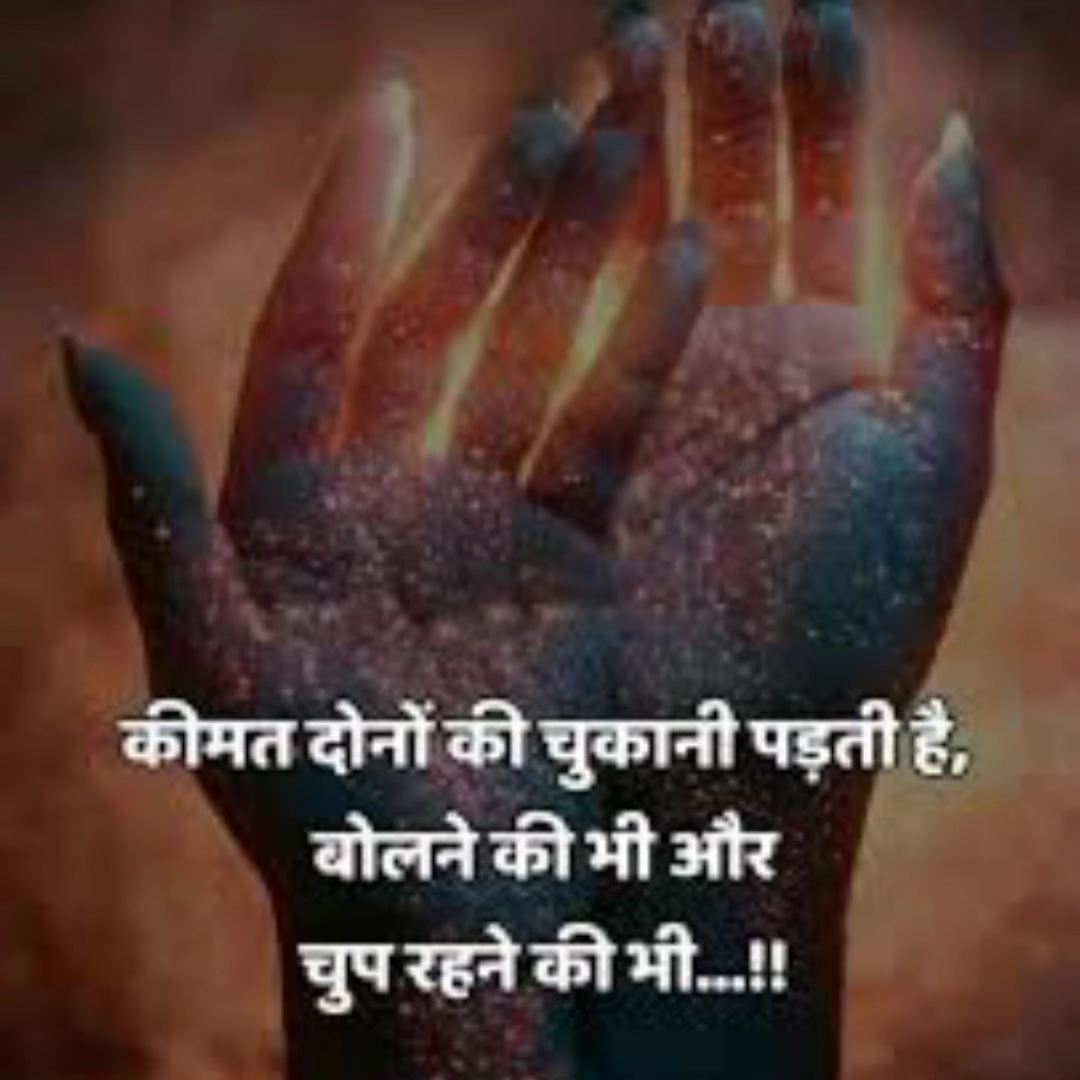 कीमत दोनों की चुकानी पड़ती है,
बोलने की भी और
चुप रहने की भी...!!